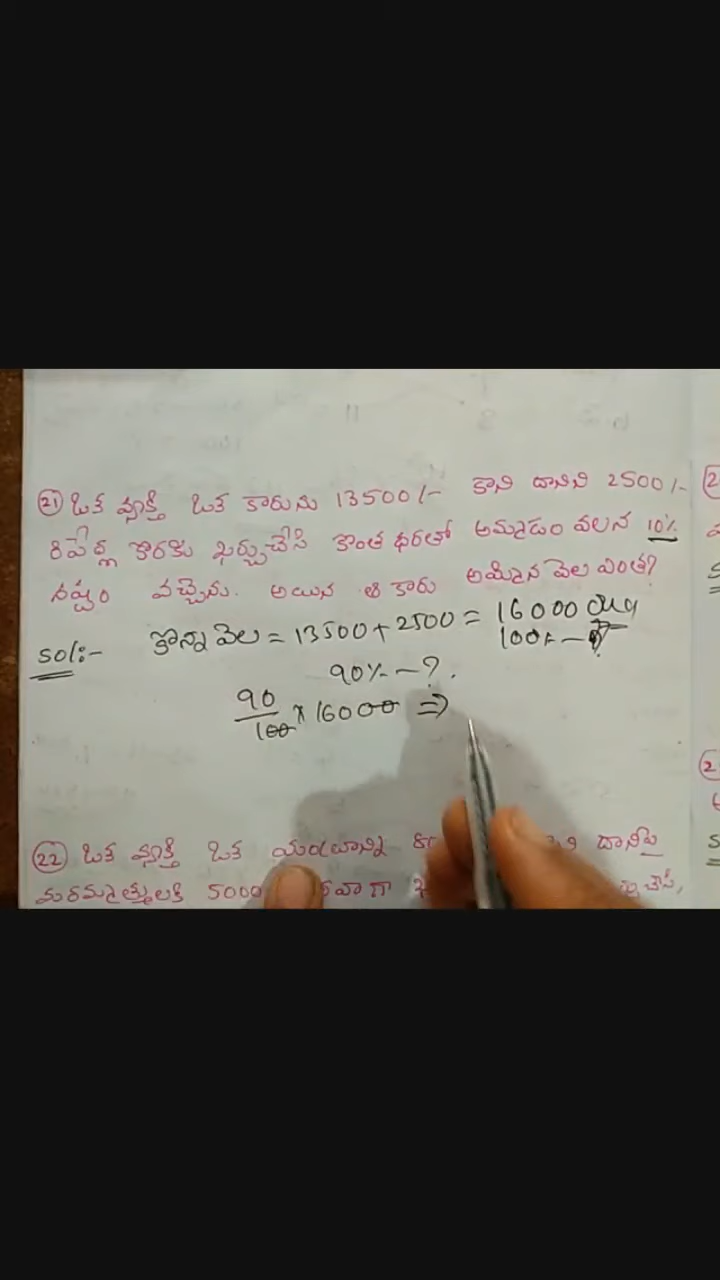 21 ఒక వ్యక్తి ఒక కారును 13500/- కాని దానిని 2500/-
రిపేర్ల కొరకు ఖర్చుచేసి కొంత ధరతో అమ్మడం వలన 10%
నష్టం వచ్చెను. అయిన ఆ కారు అమ్మిన వెల ఎంత?
Sol:- కొన్న వెల = 13500 + 2500 = 16000
100% —
90% — ?
90/100 × 16000 ⇒
22 ఒక వ్యక్తి ఒక యంత్రాన్ని దానిపై
మరమ్మత్తులకి 5000